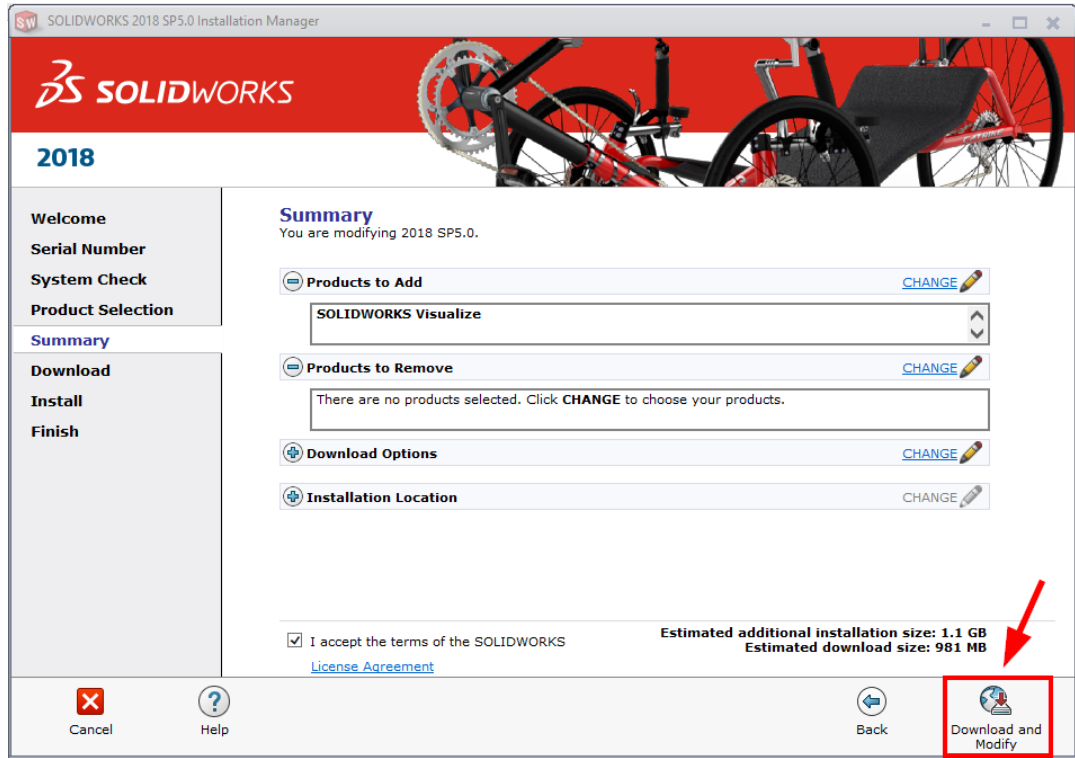 SW SOLIDWORKS 2018 SP5.0 Installation Manager
3S SOLIDWORKS
2018
CATRIKE
Welcome
Serial Number
System Check
Product Selection
Summary
Download
Install
Finish
Summary
You are modifying 2018 SP5.0.
Products to Add CHANGE
SOLIDWORKS Visualize
Products to Remove CHANGE
There are no products selected. Click CHANGE to choose your products.
Download Options CHANGE
Installation Location CHANGE
I accept the terms of the SOLIDWORKS
License Agreement
Estimated additional installation size: 1.1 GB
Estimated download size: 981 MB
Cancel
Help
Back
Download and
Modify